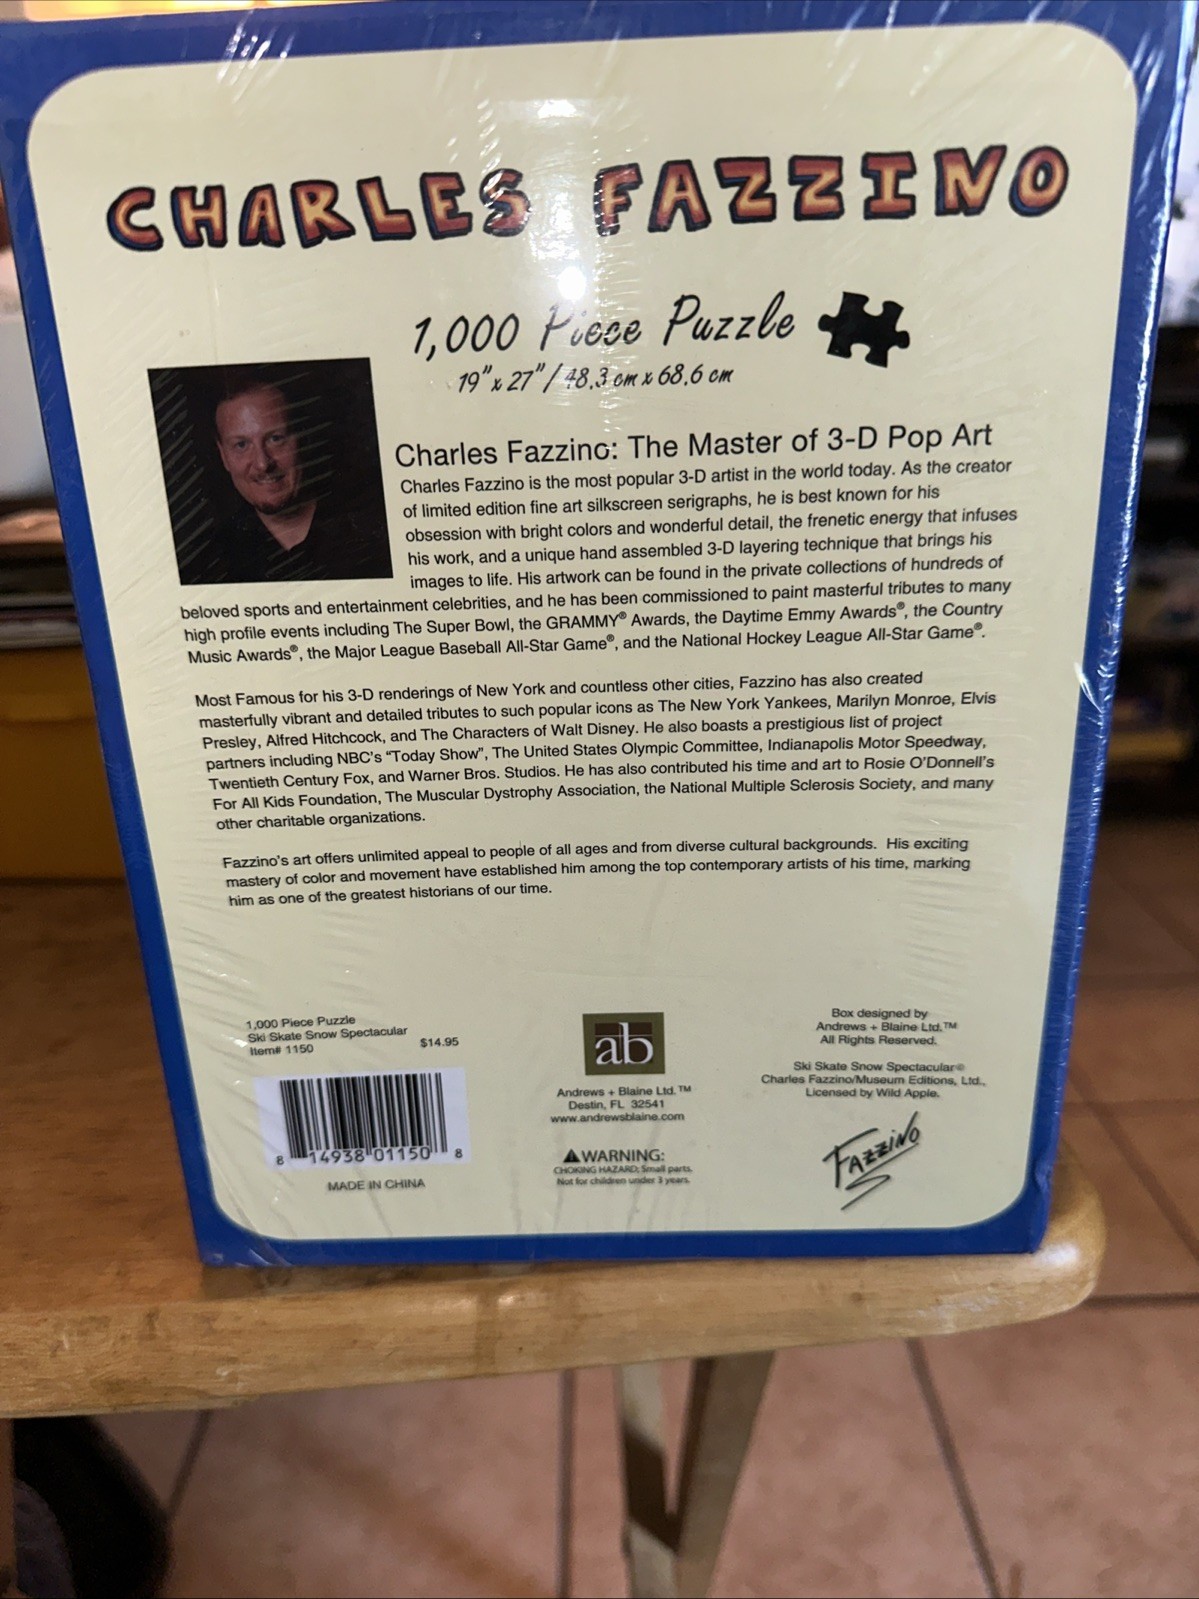 CHARLES FAZZINO
1,000 Piece Puzzle
19" x 27" / 48.3 cm x 68.6 cm
Charles Fazzino: The Master of 3-D Pop Art
Charles Fazzino is the most popular 3-D artist in the world today. As the creator
of limited edition fine art silkscreen serigraphs, he is best known for his
obsession with bright colors and wonderful detail, the frenetic energy that infuses
his work, and a unique hand assembled 3-D layering technique that brings his
images to life. His artwork can be found in the private collections of hundreds of
beloved sports and entertainment celebrities, and he has been commissioned to paint masterful tributes to many
high profile events including The Super Bowl, the GRAMMY® Awards, the Daytime Emmy Awards®, the Country
Music Awards®, the Major League Baseball All-Star Game®, and the National Hockey League All-Star Game®.
Most Famous for his 3-D renderings of New York and countless other cities, Fazzino has also created
masterfully vibrant and detailed tributes to such popular icons as The New York Yankees, Marilyn Monroe, Elvis
Presley, Alfred Hitchcock, and The Characters of Walt Disney. He also boasts a prestigious list of project
partners including NBC's "Today Show", The United States Olympic Committee, Indianapolis Motor Speedway,
Twentieth Century Fox, and Warner Bros. Studios. He has also contributed his time and art to Rosie O'Donnell's
For All Kids Foundation, The Muscular Dystrophy Association, the National Multiple Sclerosis Society, and many
other charitable organizations.
Fazzino's art offers unlimited appeal to people of all ages and from diverse cultural backgrounds. His exciting
mastery of color and movement have established him among the top contemporary artists of his time, marking
him as one of the greatest historians of our time.
1,000 Piece Puzzle
Ski Skate Snow Spectacular
Item# 1150
$14.95
8 14938 01150 8
MADE IN CHINA
ab
Andrews + Blaine Ltd.™
Destin, FL 32541
www.andrewsblaine.com
WARNING:
CHOKING HAZARD: Small parts.
Not for children under 3 years.
Box designed by
Andrews + Blaine Ltd.™
All Rights Reserved.
Ski Skate Snow Spectacular®
Charles Fazzino/Museum Editions, Ltd.,
Licensed by Wild Apple.
FAZZINO